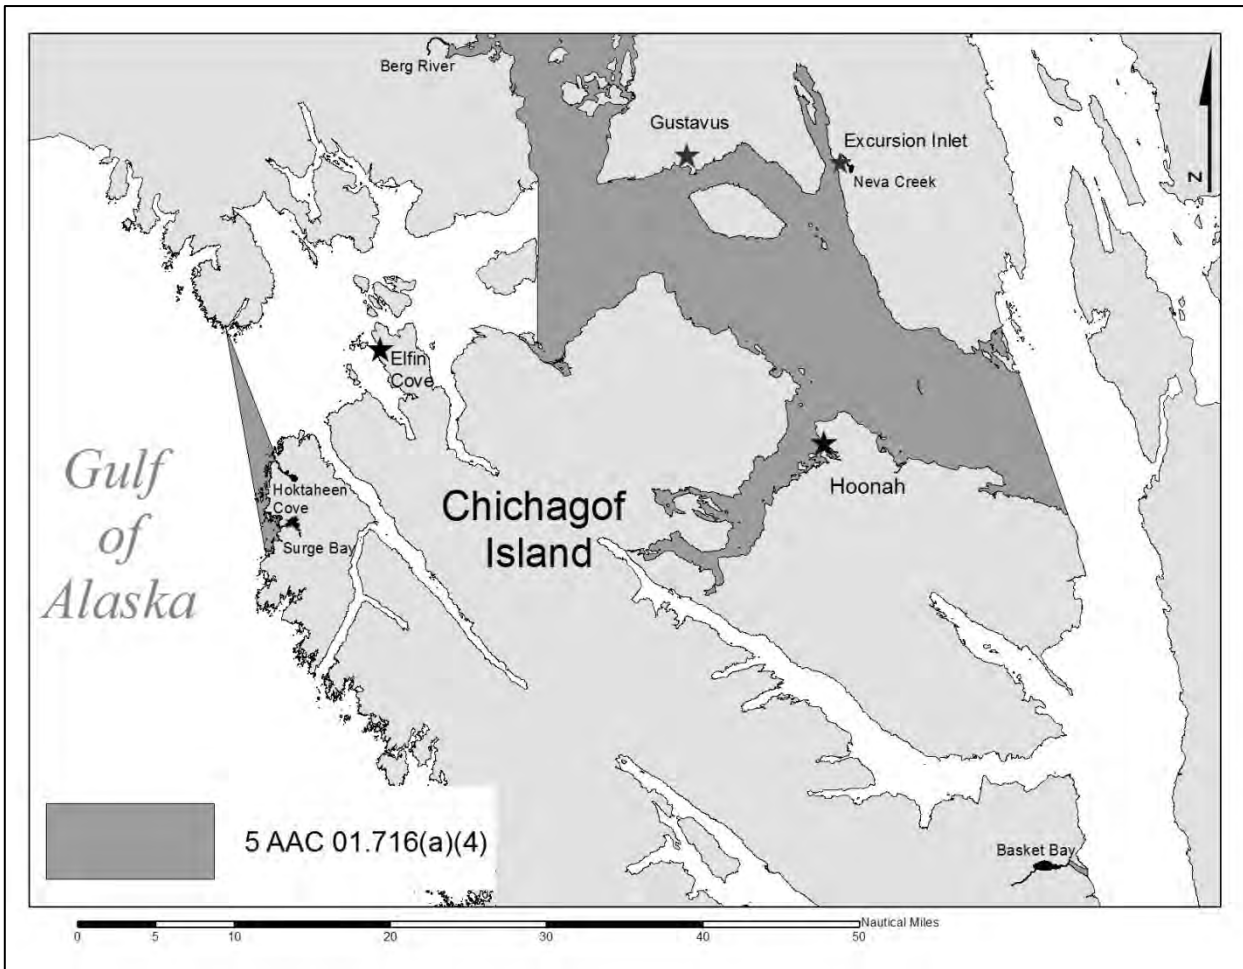 Berg River
Gustavus
Excursion Inlet
Neva Creek
N
Elfin
Cove
Gulf
of
Alaska
Hoktaheen
Cove
Surge Bay
Chichagof
Island
Hoonah
5 AAC 01.716(a)(4)
Basket Bay
Nautical Miles
0 5 10 20 30 40 50